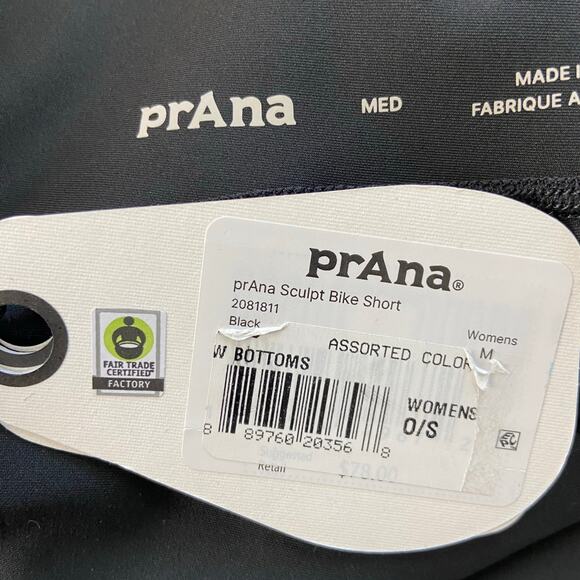 prAna
MED
MADE I
FABRIQUE A
prAna®
prAna Sculpt Bike Short
2081811
Black
Womens
M
ASSORTED COLOR
W BOTTOMS
WOMENS
O/S
8 89760 20356 8
Suggested
Retail
$78.00
FAIR TRADE
CERTIFIED™
FACTORY